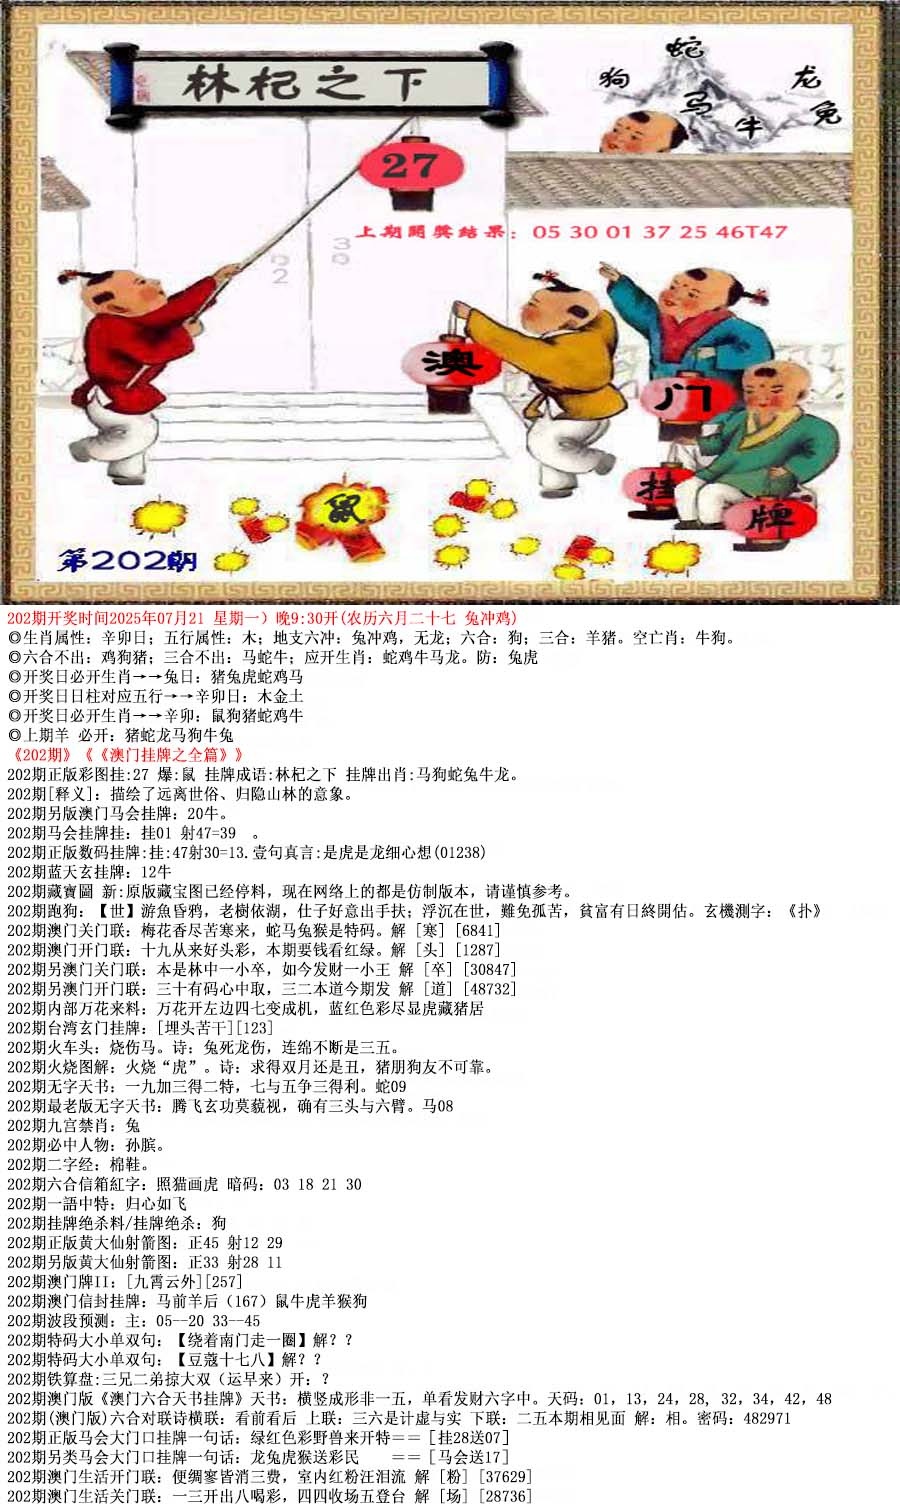 林杞之下
蛇
狗
龙
马
兔
牛
27
上期開獎结果：05 30 01 37 25 46T47
澳
门
挂
牌
鼠
第202期
202期开奖时间2025年07月21 星期一）晚9:30开(农历六月二十七 兔冲鸡)
◎生肖属性：辛卯日；五行属性：木；地支六冲：兔冲鸡，无龙；六合：狗；三合：羊猪。空亡肖：牛狗。
◎六合不出：鸡狗猪；三合不出：马蛇牛；应开生肖：蛇鸡牛马龙。防：兔虎
◎开奖日必开生肖→→兔日：猪兔虎蛇鸡马
◎开奖日日柱对应五行→→辛卯日：木金土
◎开奖日必开生肖→→辛卯：鼠狗猪蛇鸡牛
◎上期羊 必开：猪蛇龙马狗牛兔
《202期》《《澳门挂牌之全篇》》
202期正版彩图挂:27 爆:鼠 挂牌成语:林杞之下 挂牌出肖:马狗蛇兔牛龙。
202期[释义]：描绘了远离世俗、归隐山林的意象。
202期另版澳门马会挂牌：20牛。
202期马会挂牌挂：挂01 射47=39 。
202期正版数码挂牌:挂:47射30=13.壹句真言:是虎是龙细心想(01238)
202期蓝天玄挂牌：12牛
202期藏寶圖 新:原版藏宝图已经停料，现在网络上的都是仿制版本，请谨慎参考。
202期跑狗：【世】游魚昏鸦，老樹依湖，仕子好意出手扶；浮沉在世，難免孤苦，貧富有日終開估。玄機测字：《扑》
202期澳门关门联：梅花香尽苦寒来，蛇马兔猴是特码。解［寒］[6841]
202期澳门开门联：十九从来好头彩，本期要钱看红绿。解［头］[1287]
202期另澳门关门联：本是林中一小卒，如今发财一小王 解［卒］[30847]
202期另澳门开门联：三十有码心中取，三二本道今期发 解［道］[48732]
202期内部万花来料：万花开左边四七变成机，蓝红色彩尽显虎藏猪居
202期台湾玄门挂牌：[埋头苦干][123]
202期火车头：烧伤马。诗：兔死龙伤，连绵不断是三五。
202期火烧图解：火烧“虎”。诗：求得双月还是丑，猪朋狗友不可靠。
202期无字天书：一九加三得二特，七与五争三得利。蛇09
202期最老版无字天书：腾飞玄功莫藐视，确有三头与六臂。马08
202期九宫禁肖：兔
202期必中人物：孙膑。
202期二字经：棉鞋。
202期六合信箱紅字：照猫画虎 暗码：03 18 21 30
202期一語中特：归心如飞
202期挂牌绝杀料/挂牌绝杀：狗
202期正版黄大仙射箭图：正45 射12 29
202期另版黄大仙射箭图：正33 射28 11
202期澳门牌II：[九霄云外][257]
202期澳门信封挂牌：马前羊后（167）鼠牛虎羊猴狗
202期波段预测：主：05--20 33--45
202期特码大小单双句：【绕着南门走一圈】解？？
202期特码大小单双句：【豆蔻十七八】解？？
202期铁算盘:三兄二弟掠大双（运早来）开：？
202期澳门版《澳门六合天书挂牌》天书：横竖成形非一五，单看发财六字中。天码：01，13，24，28, 32，34，42，48
202期(澳门版)六合对联诗横联：看前看后 上联：三六是计虚与实 下联：二五本期相见面 解：相。密码：482971
202期正版马会大门口挂牌一句话：绿红色彩野兽来开特＝＝［挂28送07］
202期另类马会大门口挂牌一句话：龙兔虎猴送彩民 ＝＝［马会送17］
202期澳门生活开门联：便绸寥皆消三费，室内红粉汪泪流 解［粉］[37629]
202期澳门生活关门联：一三开出八喝彩，四四收场五登台 解［场］[28736]